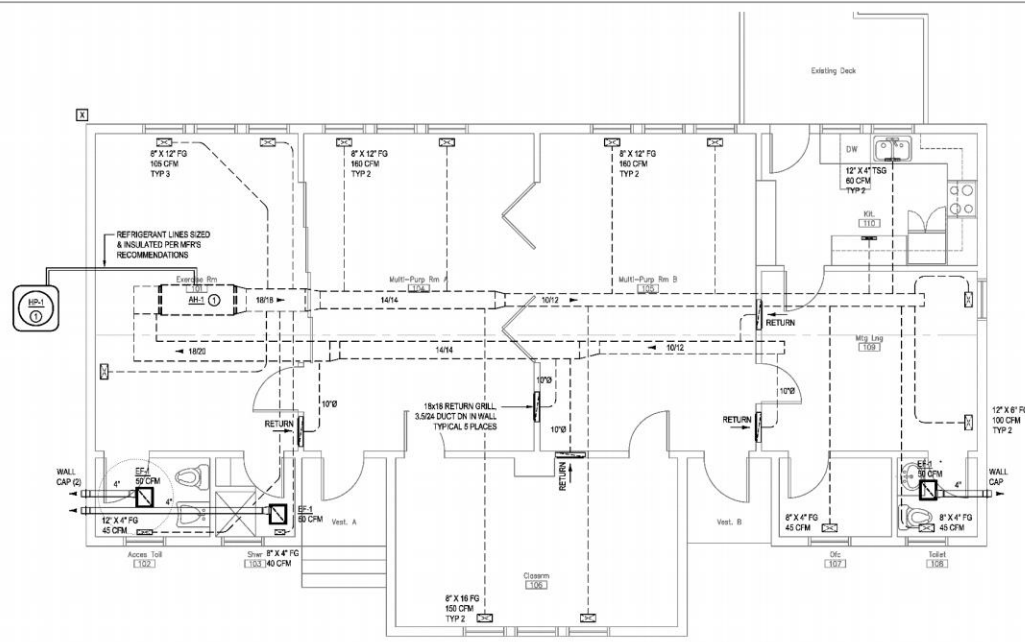 Existing Deck
X
8" X 12" FG
105 CFM
TYP 3
8" X 12" FG
160 CFM
TYP 2
8" X 12" FG
160 CFM
TYP 2
DW
12" X 4" TSG
60 CFM
TYP 2
Kit.
110
REFRIGERANT LINES SIZED
& INSULATED PER MFR'S
RECOMMENDATIONS
Exercise Rm
101
AH-1 1
Multi-Purp Rm A
104
Multi-Purp Rm B
105
HP-1
1
18/18
14/14
10/12
RETURN
18/20
14/14
10/12
Mtg Lng
109
10"Ø
10"Ø
10"Ø
10"Ø
18x16 RETURN GRILL,
3.5/24 DUCT DN IN WALL
TYPICAL 5 PLACES
RETURN
RETURN
RETURN
12" X 6" FG
100 CFM
TYP 2
WALL
CAP (2)
4"
EF-1
50 CFM
4"
EF-1
50 CFM
WALL
CAP
12" X 4" FG
45 CFM
EF-1
50 CFM
Vest. A
Vest. B
8" X 4" FG
45 CFM
8" X 4" FG
45 CFM
Acces Toil
102
Shwr
103
8" X 4" FG
40 CFM
Classrm
106
Ofc
107
Toilet
108
8" X 16 FG
150 CFM
TYP 2